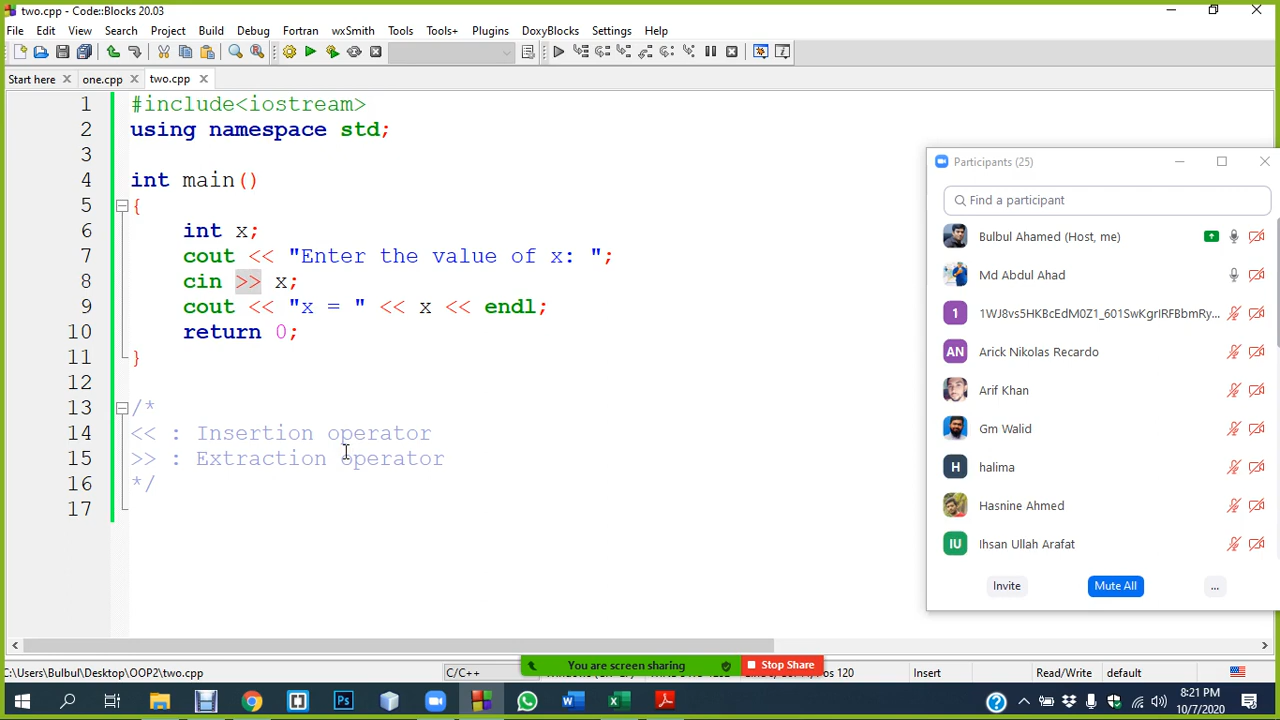 two.cpp - Code::Blocks 20.03
File Edit View Search Project Build Debug Fortran wxSmith Tools Tools+ Plugins DoxyBlocks Settings Help
Start here one.cpp two.cpp
1 #include<iostream>
2 using namespace std;
3
4 int main()
5 {
6 int x;
7 cout << "Enter the value of x: ";
8 cin >> x;
9 cout << "x = " << x << endl;
10 return 0;
11 }
12
13 /*
14 << : Insertion operator
15 >> : Extraction operator
16 */
17
Participants (25)
Find a participant
Bulbul Ahamed (Host, me)
Md Abdul Ahad
1 1WJ8vs5HKBcEdM0Z1_601SwKgrIRFBbmRy...
AN Arick Nikolas Recardo
Arif Khan
Gm Walid
H halima
Hasnine Ahmed
IU Ihsan Ullah Arafat
Invite Mute All ...
You are screen sharing Stop Share
C:\Users\Bulbul\Desktop\OOP2\two.cpp C/C++ Pos 120 Insert Read/Write default
8:21 PM
10/7/2020